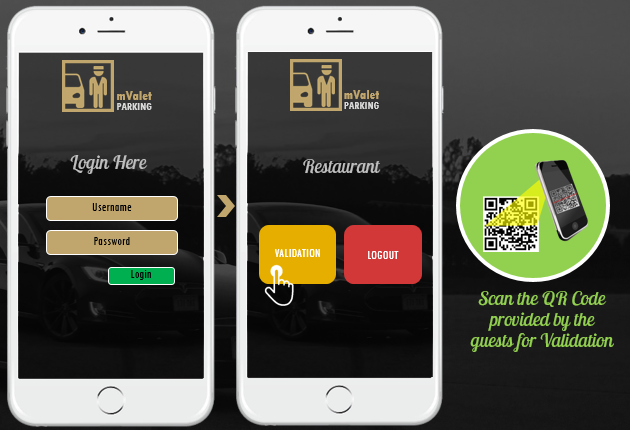 mValet
PARKING
Login Here
Username
Password
Login
mValet
PARKING
Restaurant
VALIDATION
LOGOUT
Scan the QR Code
provided by the
guests for Validation